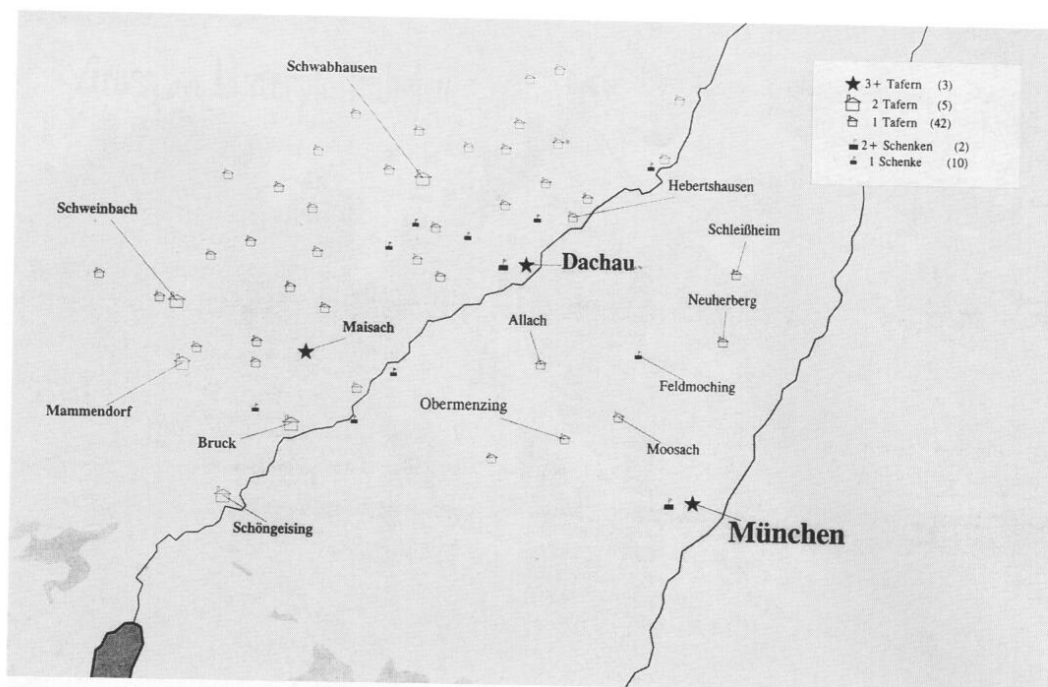 Schwabhausen
3+ Tafern (3)
2 Tafern (5)
1 Tafern (42)
2+ Schenken (2)
1 Schenke (10)
Hebertshausen
Schweinbach
Schleißheim
Dachau
Neuherberg
Allach
Maisach
Feldmoching
Mammendorf
Obermenzing
Bruck
Moosach
Schöngeising
München